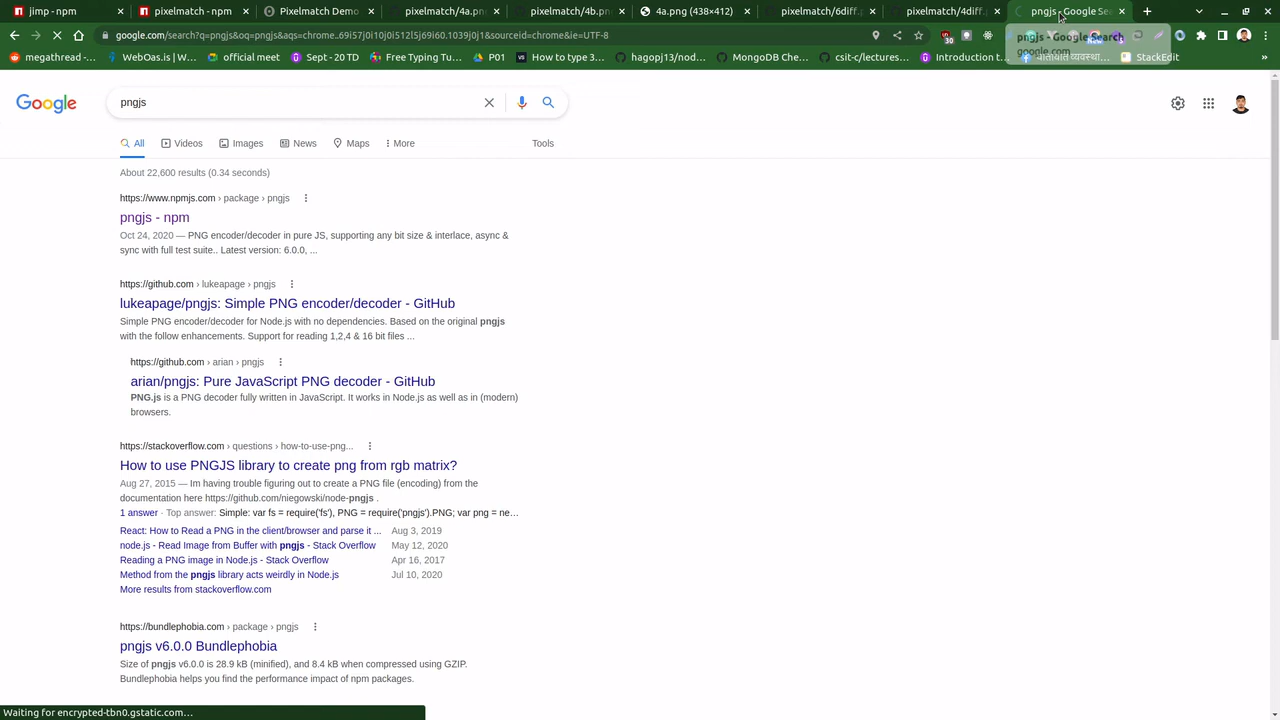 jimp - npm
pixelmatch - npm
Pixelmatch Demo
pixelmatch/4a.pn
pixelmatch/4b.pn
4a.png (438×412)
pixelmatch/6diff.
pixelmatch/4diff.
pngjs - Google Sea
google.com/search?q=pngjs&oq=pngjs&aqs=chrome..69i57j0i10j0i512l5j69i60.1039j0j1&sourceid=chrome&ie=UTF-8
30
new
pngjs - Google Search
google.com
megathread -...
WebOas.is | W...
official meet
Sept - 20 TD
Free Typing Tu...
P01
How to type 3...
hagopj13/nod...
MongoDB Che...
csit-c/lectures...
Introduction t...
StackEdit
»
Google
pngjs
All
Videos
Images
News
Maps
More
Tools
About 22,600 results (0.34 seconds)
https://www.npmjs.com › package › pngjs
pngjs - npm
Oct 24, 2020 — PNG encoder/decoder in pure JS, supporting any bit size & interlace, async &
sync with full test suite.. Latest version: 6.0.0, ...
https://github.com › lukeapage › pngjs
lukeapage/pngjs: Simple PNG encoder/decoder - GitHub
Simple PNG encoder/decoder for Node.js with no dependencies. Based on the original pngjs
with the follow enhancements. Support for reading 1,2,4 & 16 bit files ...
https://github.com › arian › pngjs
arian/pngjs: Pure JavaScript PNG decoder - GitHub
PNG.js is a PNG decoder fully written in JavaScript. It works in Node.js as well as in (modern)
browsers.
https://stackoverflow.com › questions › how-to-use-png...
How to use PNGJS library to create png from rgb matrix?
Aug 27, 2015 — Im having trouble figuring out to create a PNG file (encoding) from the
documentation here https://github.com/niegowski/node-pngjs .
1 answer · Top answer: Simple: var fs = require('fs'), PNG = require('pngjs').PNG; var png = ne...
React: How to Read a PNG in the client/browser and parse it ... Aug 3, 2019
node.js - Read Image from Buffer with pngjs - Stack Overflow May 12, 2020
Reading a PNG image in Node.js - Stack Overflow Apr 16, 2017
Method from the pngjs library acts weirdly in Node.js Jul 10, 2020
More results from stackoverflow.com
https://bundlephobia.com › package › pngjs
pngjs v6.0.0 Bundlephobia
Size of pngjs v6.0.0 is 28.9 kB (minified), and 8.4 kB when compressed using GZIP.
Bundlephobia helps you find the performance impact of npm packages.
Waiting for encrypted-tbn0.gstatic.com...